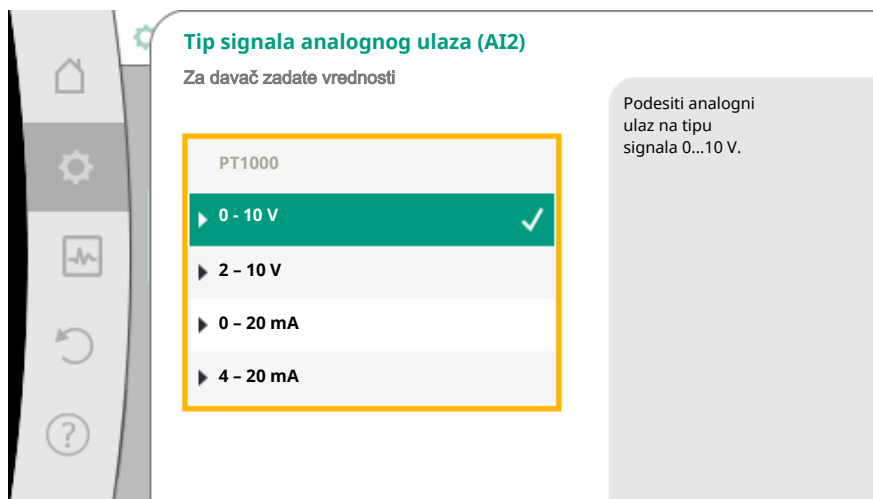 Tip signala analognog ulaza (AI2)
Za davač zadate vrednosti
PT1000
0 - 10 V
2 – 10 V
0 – 20 mA
4 – 20 mA
Podesiti analogni
ulaz na tipu
signala 0...10 V.